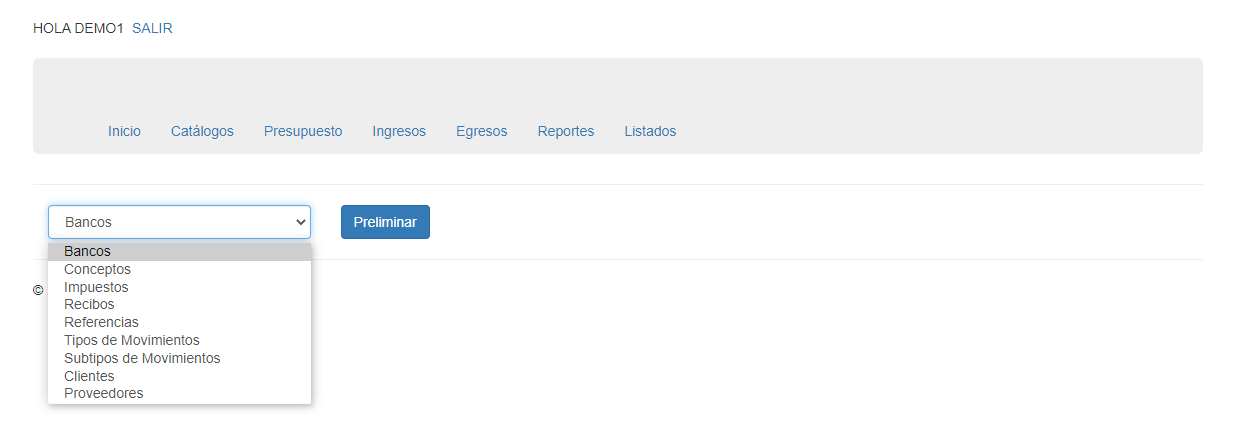 HOLA DEMO1 SALIR
Inicio Catálogos Presupuesto Ingresos Egresos Reportes Listados
Bancos Preliminar
Bancos
Conceptos
Impuestos
©
Recibos
Referencias
Tipos de Movimientos
Subtipos de Movimientos
Clientes
Proveedores